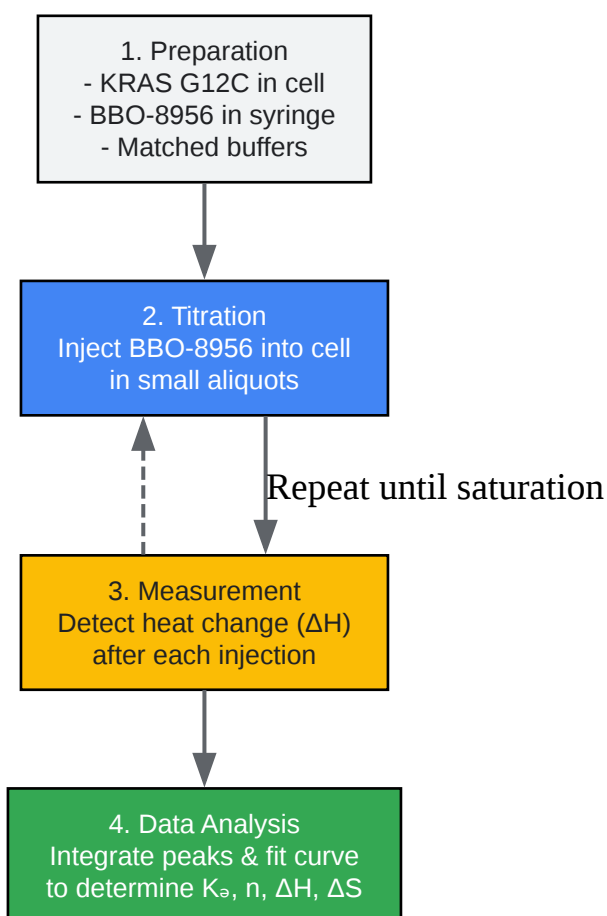 1. Preparation
- KRAS G12C in cell
- BBO-8956 in syringe
- Matched buffers
2. Titration
Inject BBO-8956 into cell
in small aliquots
Repeat until saturation
3. Measurement
Detect heat change (ΔH)
after each injection
4. Data Analysis
Integrate peaks & fit curve
to determine Kₔ, n, ΔH, ΔS